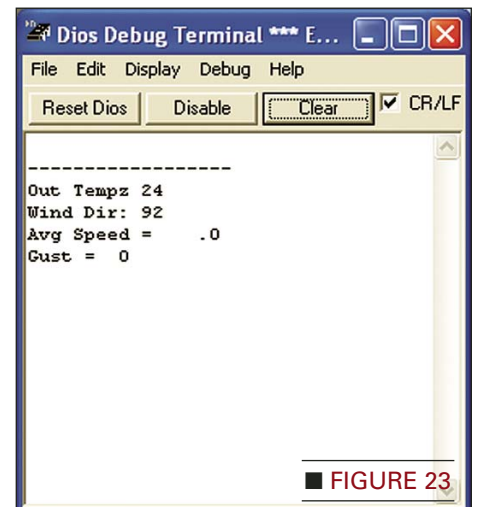 Dios Debug Terminal *** E...
File Edit Display Debug Help
Reset Dios Disable Clear CR/LF
------------------
Out Tempz 24
Wind Dir: 92
Avg Speed = .0
Gust = 0
■ FIGURE 23